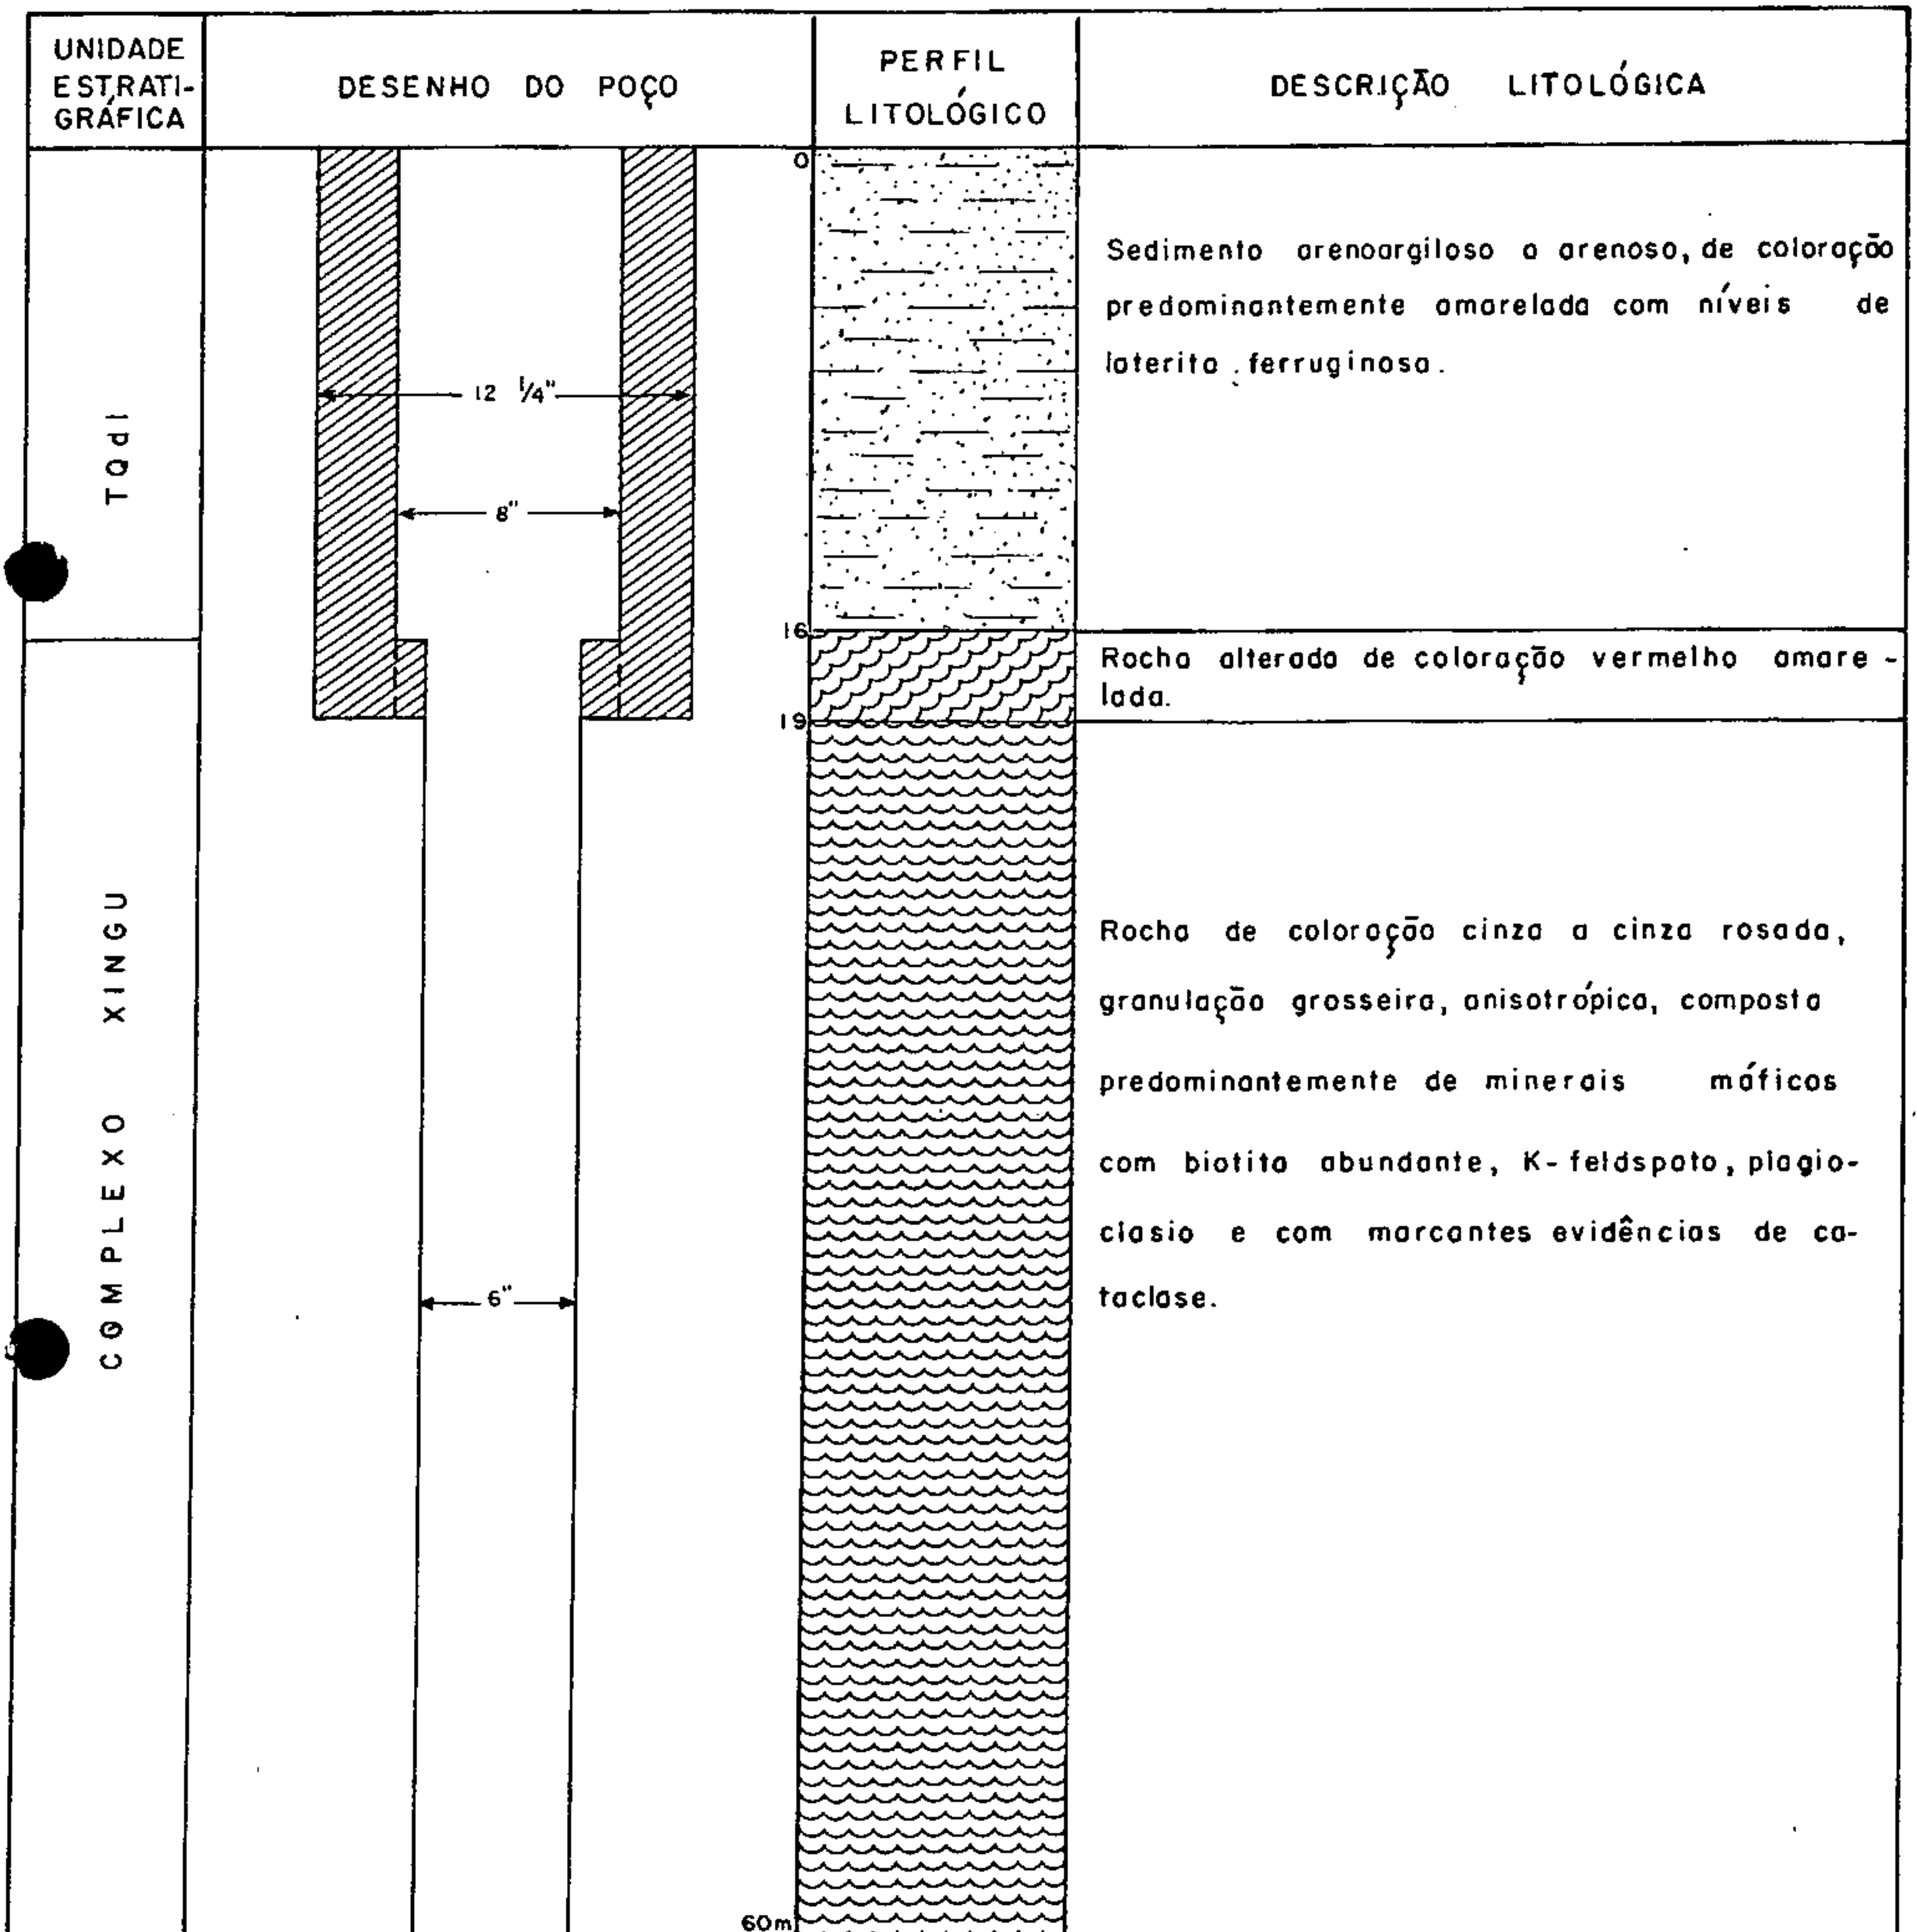 UNIDADE
ESTRATI-
GRÁFICA
DESENHO DO POÇO
PERFIL
LITOLÓGICO
DESCRIÇÃO LITOLÓGICA
0
Sedimento arenoargiloso a arenoso, de coloração
predominantemente amarelada com níveis de
laterita ferruginosa.
12 1/4"
TQdl
8"
16
Rocha alterada de coloração vermelho amare-
lada.
19
COMPLEXO XINGU
Rocha de coloração cinza a cinza rosada,
granulação grosseira, anisotrópica, composta
predominantemente de minerais máficos
com biotita abundante, K-feldspato, plagio-
clasio e com marcantes evidências de ca-
taclase.
6"
60m